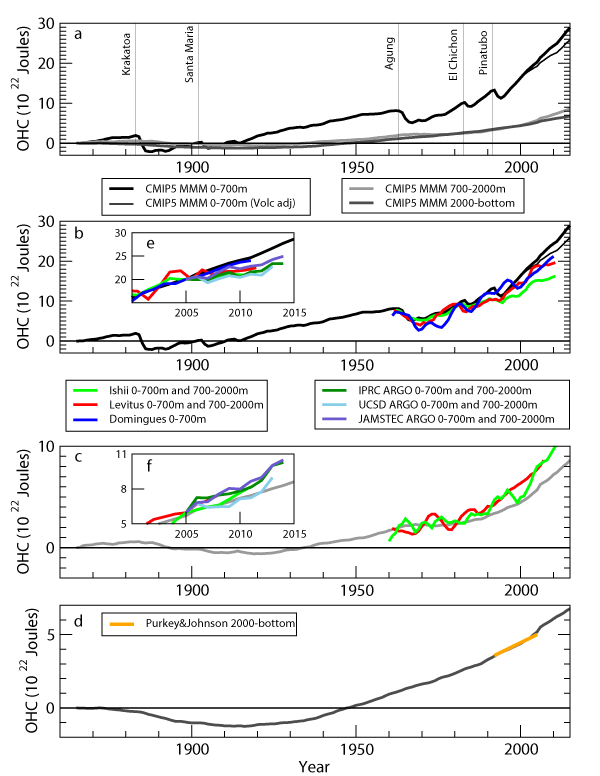 a
Krakatoa
Santa Maria
Agung
El Chichon
Pinatubo
OHC (10 22 Joules)
30
20
10
0
1900 1950 2000
CMIP5 MMM 0-700m
CMIP5 MMM 0-700m (Volc adj)
CMIP5 MMM 700-2000m
CMIP5 MMM 2000-bottom
b
OHC (10 22 Joules)
30
20
10
0
1900 1950 2000
e
30
25
20
2005 2010 2015
Ishii 0-700m and 700-2000m
Levitus 0-700m and 700-2000m
Domingues 0-700m
IPRC ARGO 0-700m and 700-2000m
UCSD ARGO 0-700m and 700-2000m
JAMSTEC ARGO 0-700m and 700-2000m
c
OHC (10 22 Joules)
10
5
0
1900 1950 2000
f
11
8
5
2005 2010 2015
d
Purkey&Johnson 2000-bottom
OHC (10 22 Joules)
5
0
1900 1950 2000
Year